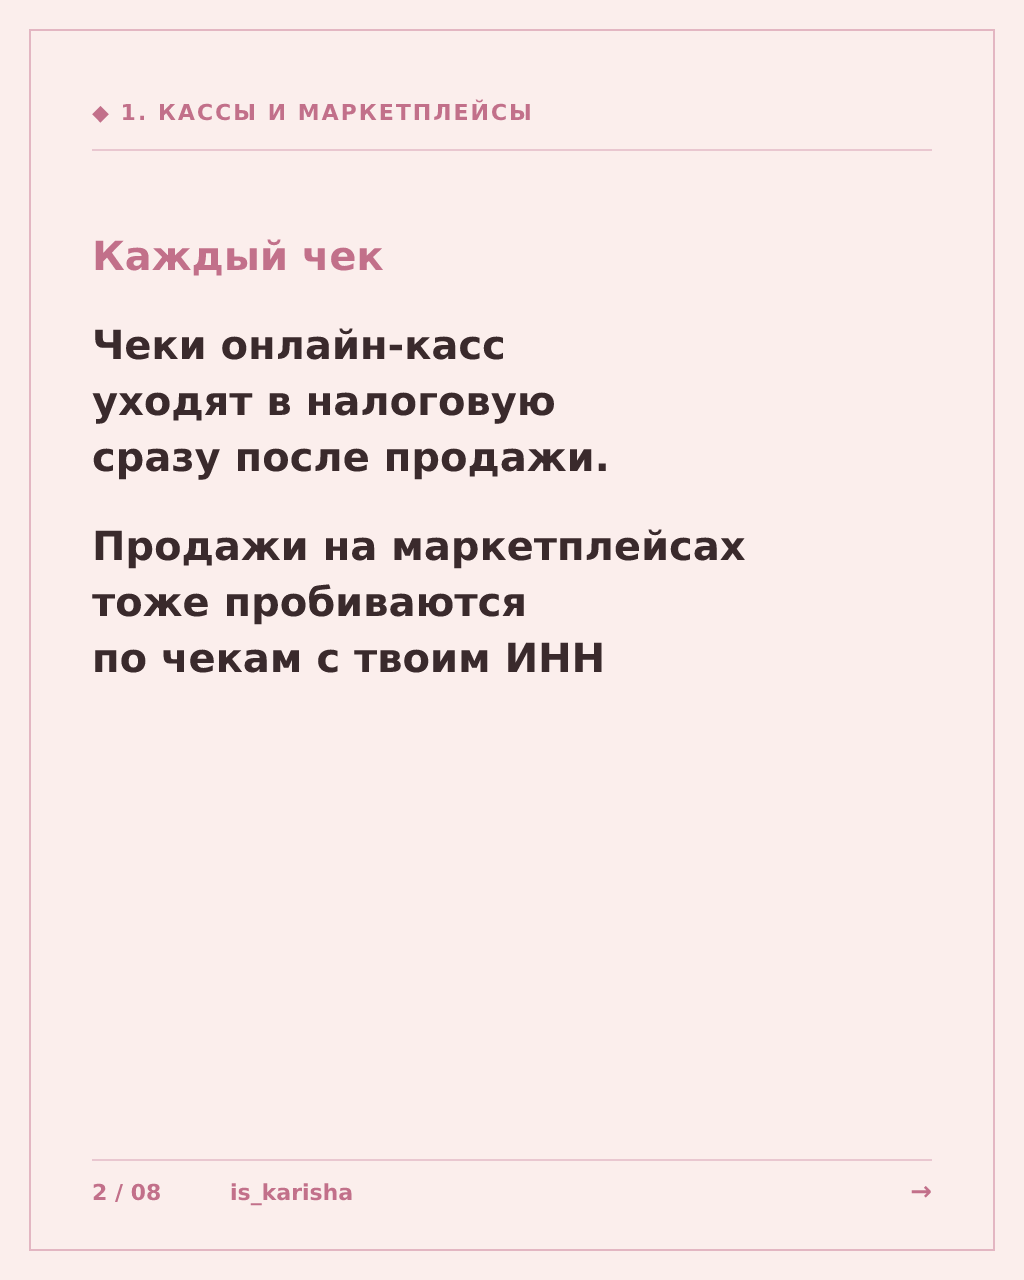 ◆ 1. КАССЫ И МАРКЕТПЛЕЙСЫ
Каждый чек
Чеки онлайн-касс
уходят в налоговую
сразу после продажи.
Продажи на маркетплейсах
тоже пробиваются
по чекам с твоим ИНН
2 / 08 is_karisha →